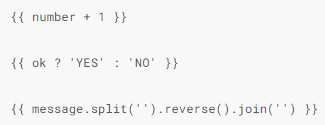 {{ number + 1 }}
{{ ok ? 'YES' : 'NO' }}
{{ message.split('').reverse().join('') }}